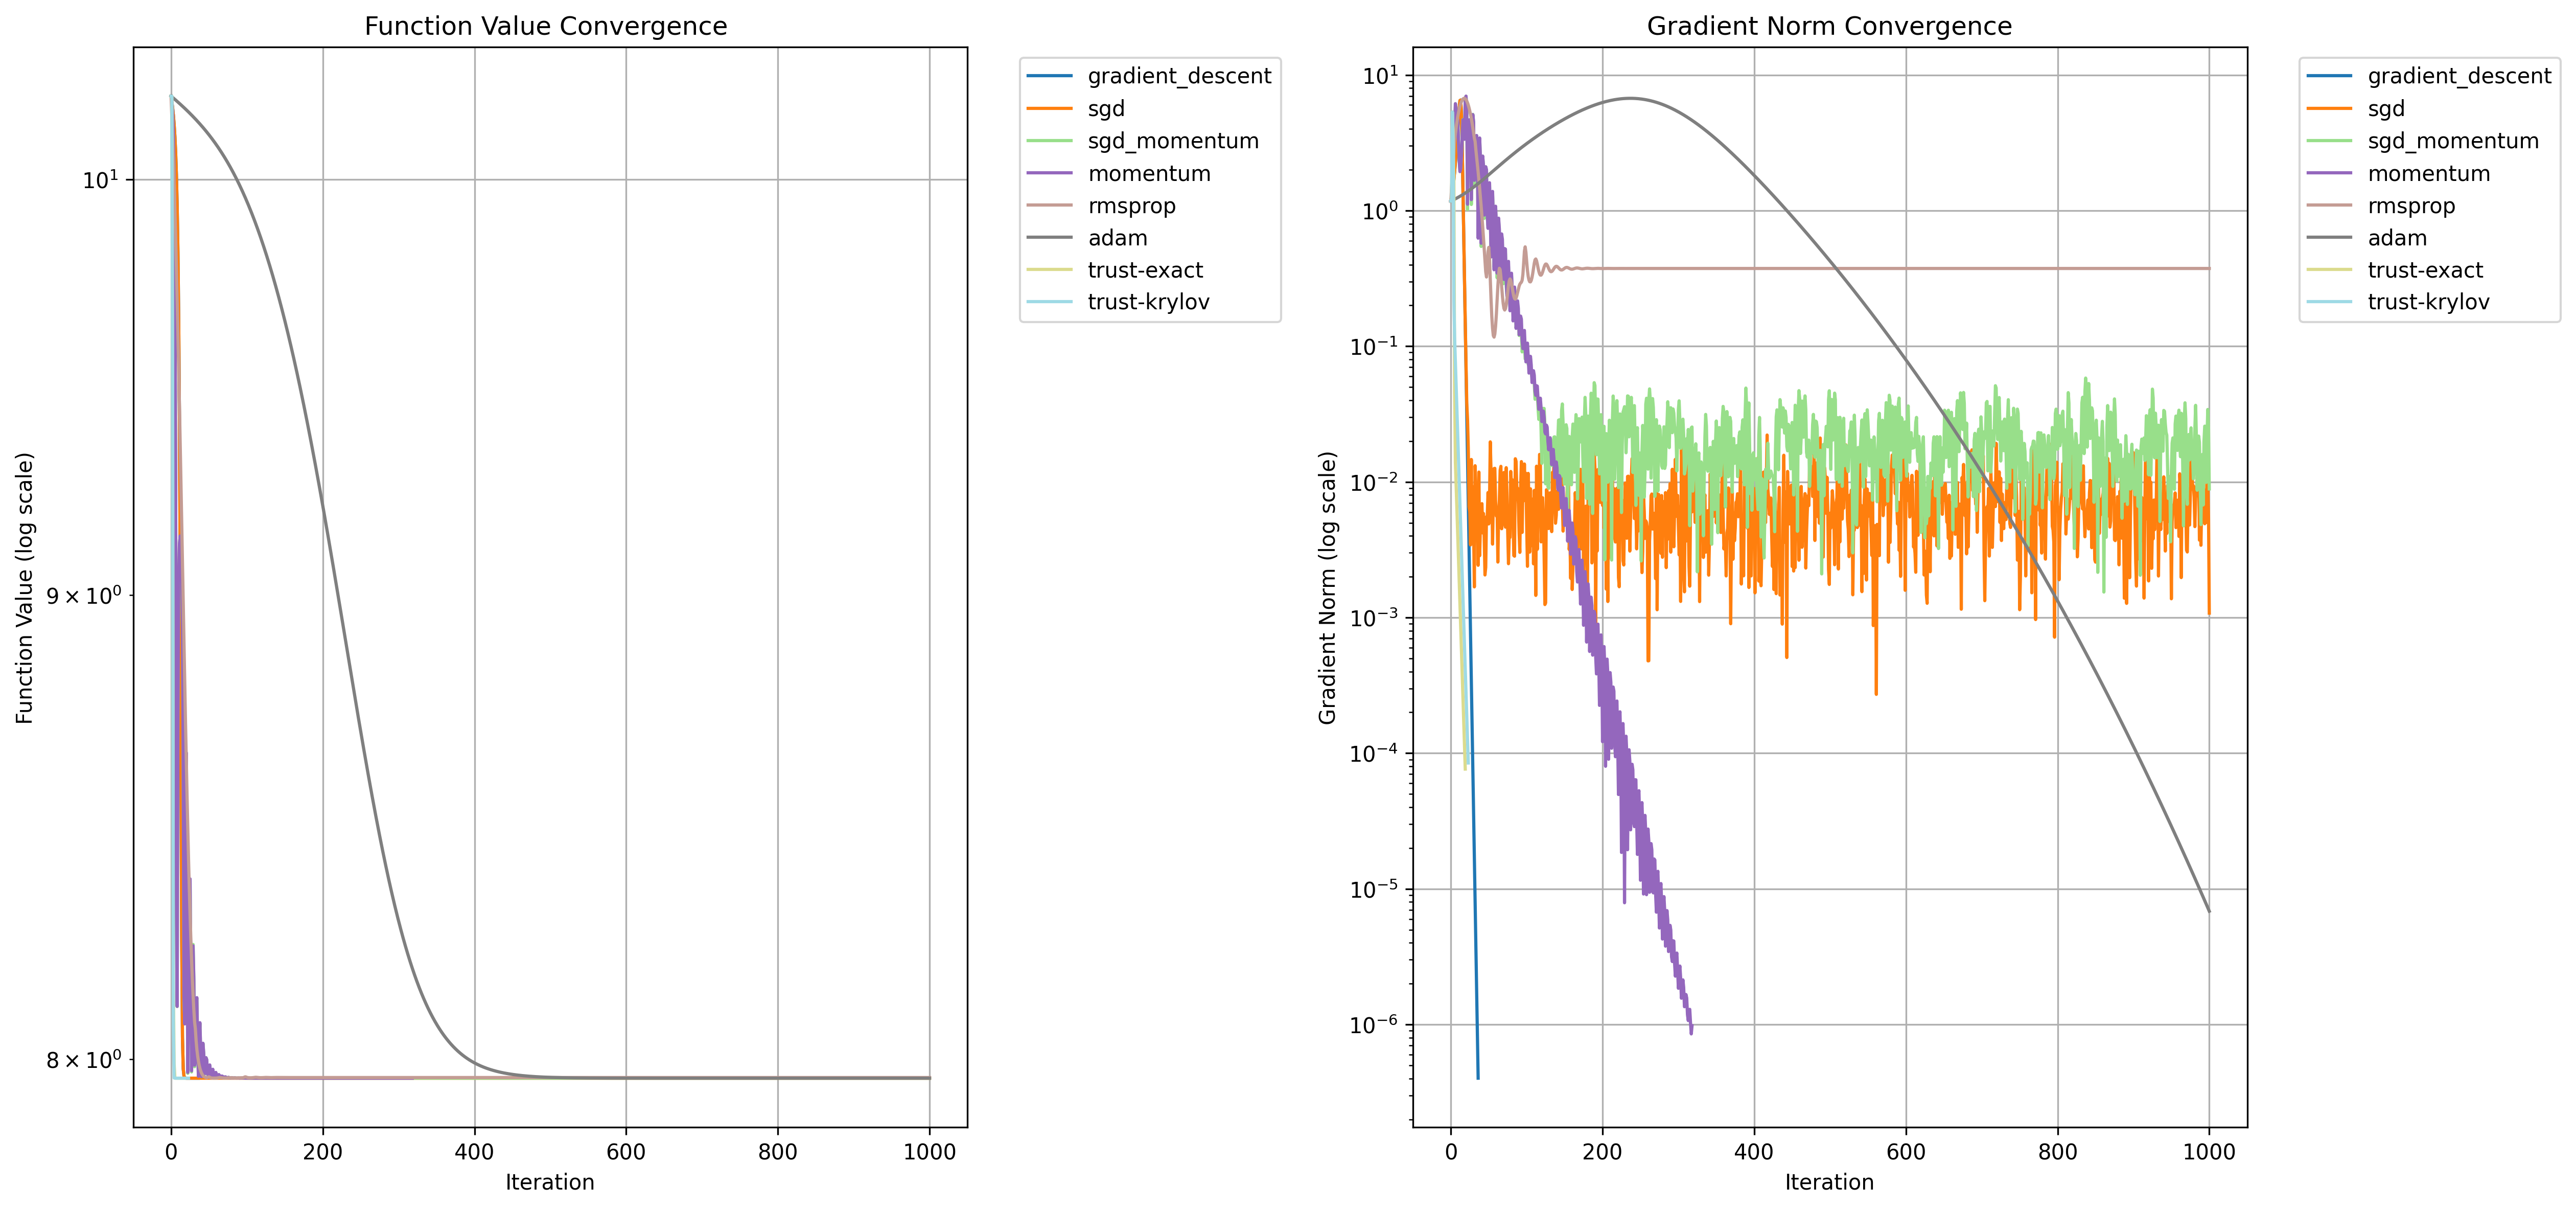 Function Value Convergence
Function Value (log scale)
10¹
9 × 10⁰
8 × 10⁰
0 200 400 600 800 1000
Iteration
gradient_descent
sgd
sgd_momentum
momentum
rmsprop
adam
trust-exact
trust-krylov
Gradient Norm Convergence
Gradient Norm (log scale)
10¹
10⁰
10⁻¹
10⁻²
10⁻³
10⁻⁴
10⁻⁵
10⁻⁶
0 200 400 600 800 1000
Iteration
gradient_descent
sgd
sgd_momentum
momentum
rmsprop
adam
trust-exact
trust-krylov